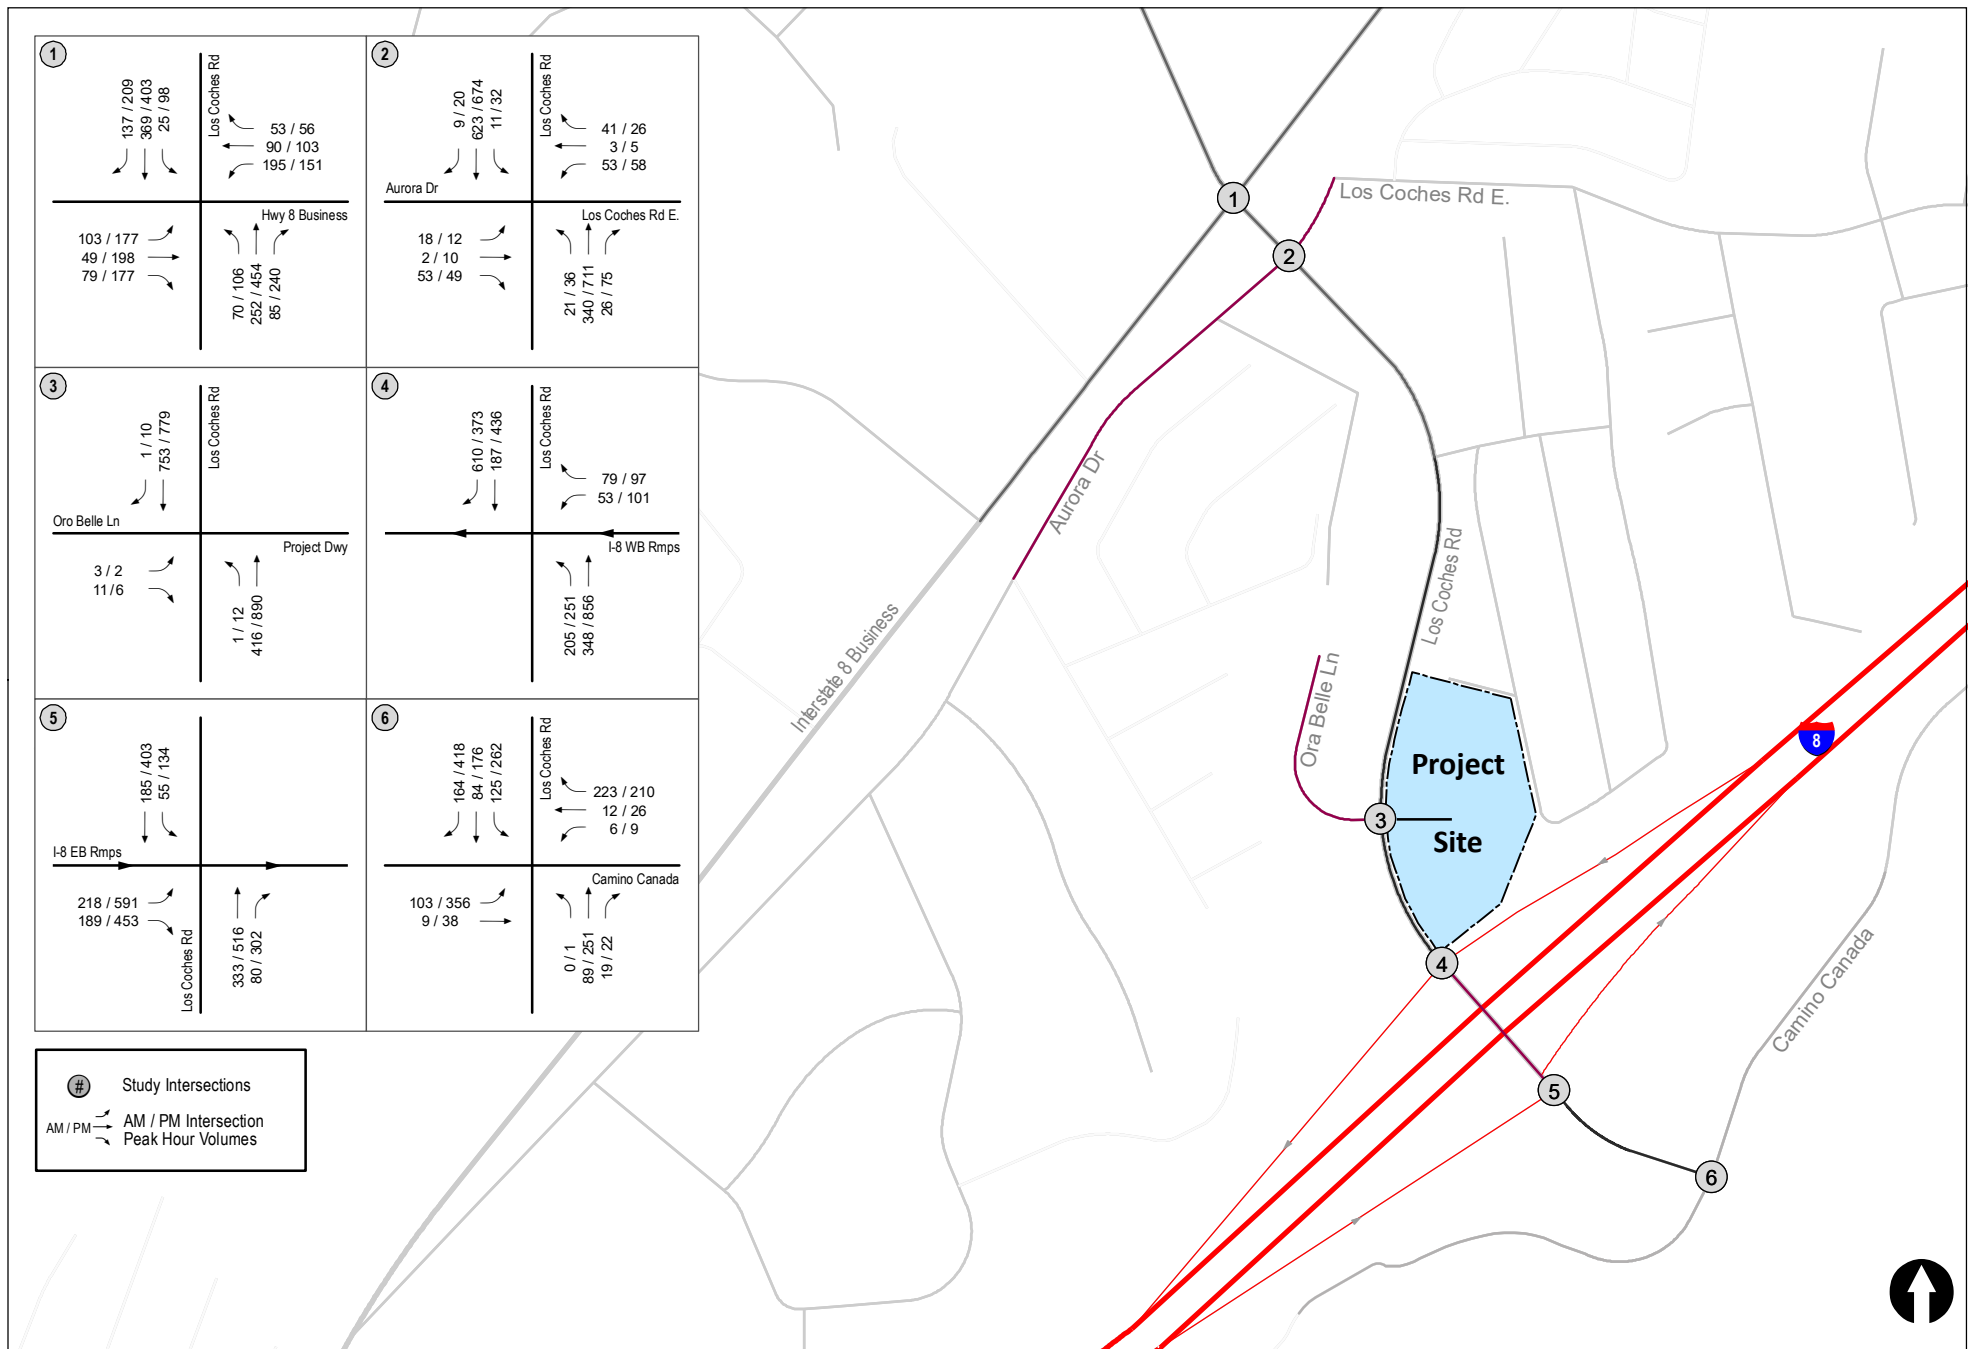 1
Los Coches Rd
137 / 209
369 / 403
25 / 98
53 / 56
90 / 103
195 / 151
Hwy 8 Business
103 / 177
49 / 198
79 / 177
70 / 106
252 / 454
85 / 240
2
Los Coches Rd
9 / 20
623 / 674
11 / 32
41 / 26
3 / 5
53 / 58
Aurora Dr
Los Coches Rd E.
18 / 12
2 / 10
53 / 49
21 / 36
340 / 711
26 / 75
3
Los Coches Rd
1 / 10
753 / 779
Oro Belle Ln
Project Dwy
3 / 2
11 / 6
1 / 12
416 / 890
4
Los Coches Rd
610 / 373
187 / 436
79 / 97
53 / 101
I-8 WB Rmps
205 / 251
348 / 856
5
185 / 403
55 / 134
I-8 EB Rmps
218 / 591
189 / 453
Los Coches Rd
333 / 516
80 / 302
6
Los Coches Rd
164 / 418
84 / 176
125 / 262
223 / 210
12 / 26
6 / 9
Camino Canada
103 / 356
9 / 38
0 / 1
89 / 251
19 / 22
# Study Intersections
AM / PM AM / PM Intersection
Peak Hour Volumes
1
Los Coches Rd E.
2
Aurora Dr
Los Coches Rd
Interstate 8 Business
Ora Belle Ln
Project
Site
3
8
4
5
6
Camino Canada